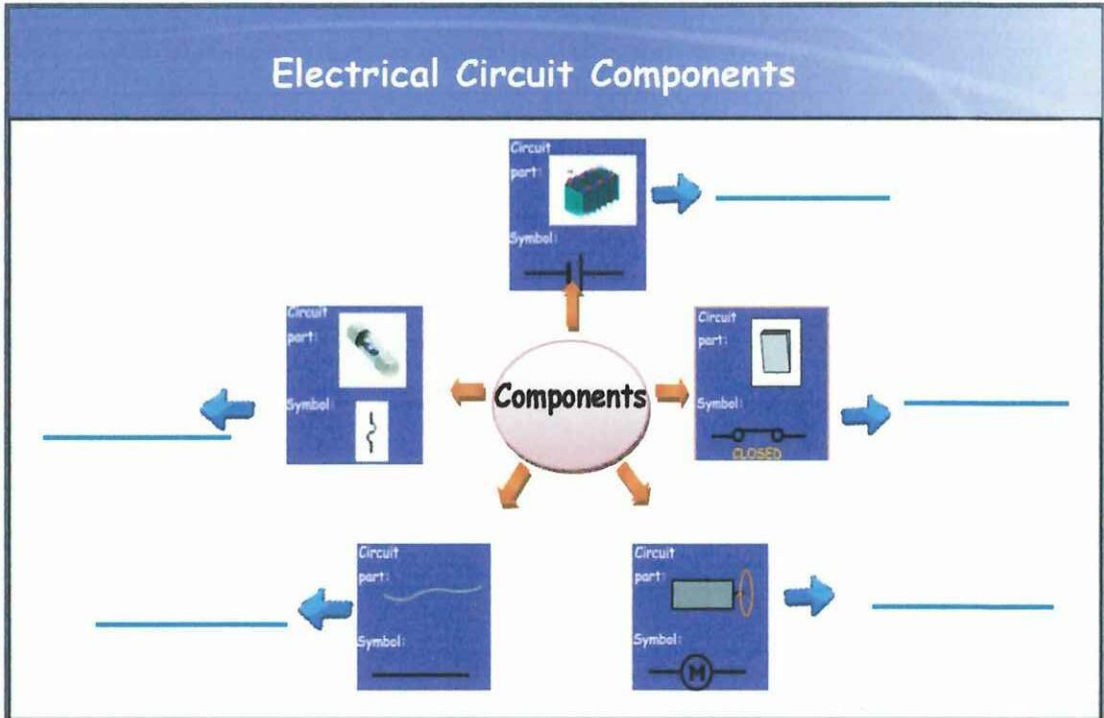 Electrical Circuit Components
Circuit
part:
Symbol:
Circuit
part:
Symbol:
Components
Circuit
part:
Symbol:
CLOSED
Circuit
part:
Symbol:
Circuit
part:
Symbol:
M